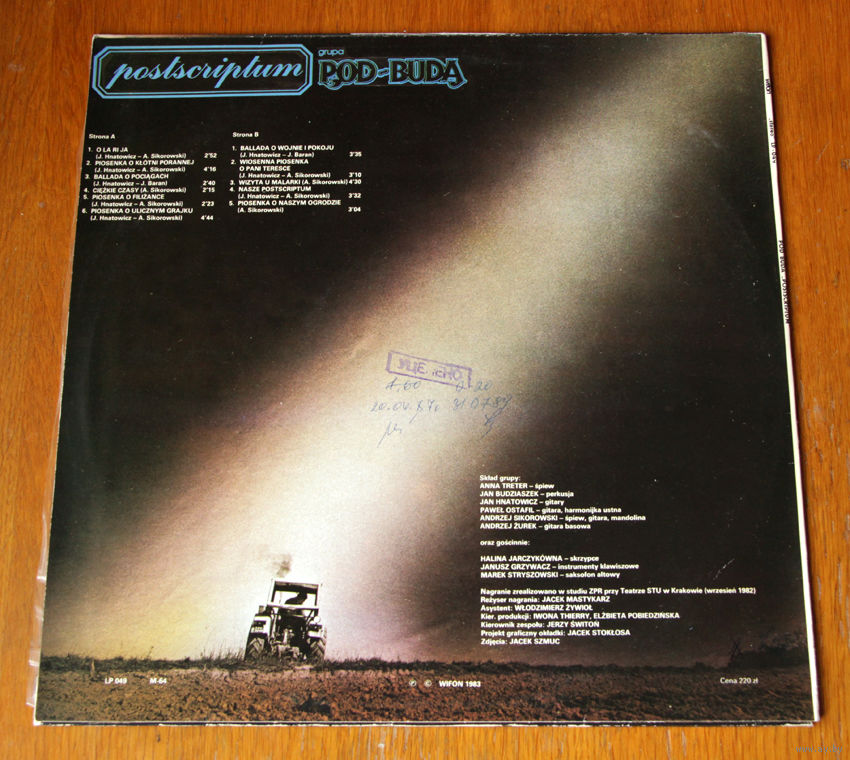 postscriptum
grupa
POD-BUDĄ
Strona A
1. O LA RI JA
(J. Hnatowicz – A. Sikorowski) 2'52
2. PIOSENKA O KŁÓTNI PORANNEJ
(J. Hnatowicz – A. Sikorowski) 4'16
3. BALLADA O POCIĄGACH
(J. Hnatowicz – J. Baran) 2'40
4. CIĘŻKIE CZASY (A. Sikorowski) 2'15
5. PIOSENKA O FILIŻANCE
(J. Hnatowicz – A. Sikorowski) 2'23
6. PIOSENKA O ULICZNYM GRAJKU
(J. Hnatowicz – A. Sikorowski) 4'44
Strona B
1. BALLADA O WOJNIE I POKOJU
(J. Hnatowicz – J. Baran) 3'35
2. WIOSENNA PIOSENKA
O PANI TERESCE
(J. Hnatowicz – A. Sikorowski) 3'10
3. WIZYTA U MALARKI (A. Sikorowski) 4'30
4. NASZE POSTSCRIPTUM
(J. Hnatowicz – A. Sikorowski) 3'32
5. PIOSENKA O NASZYM OGRODZIE
(A. Sikorowski) 3'04
Skład grupy:
ANNA TRETER – śpiew
JAN BUDZIASZEK – perkusja
JAN HNATOWICZ – gitary
PAWEŁ OSTAFIL – gitara, harmonijka ustna
ANDRZEJ SIKOROWSKI – śpiew, gitara, mandolina
ANDRZEJ ŻUREK – gitara basowa
oraz gościnnie:
HALINA JARCZYKÓWNA – skrzypce
JANUSZ GRZYWACZ – instrumenty klawiszowe
MAREK STRYSZOWSKI – saksofon altowy
Nagranie zrealizowano w studiu ZPR przy Teatrze STU w Krakowie (wrzesień 1982)
Reżyser nagrania: JACEK MASTYKARZ
Asystent: WŁODZIMIERZ ŻYWIOŁ
Kier. produkcji: IWONA THIERRY, ELŻBIETA POBIEDZIŃSKA
Kierownik zespołu: JERZY ŚWITOŃ
Projekt graficzny okładki: JACEK STOKŁOSA
Zdjęcia: JACEK SZMUC
LP 049 M-64
℗ © WIFON 1983
Cena 220 zł